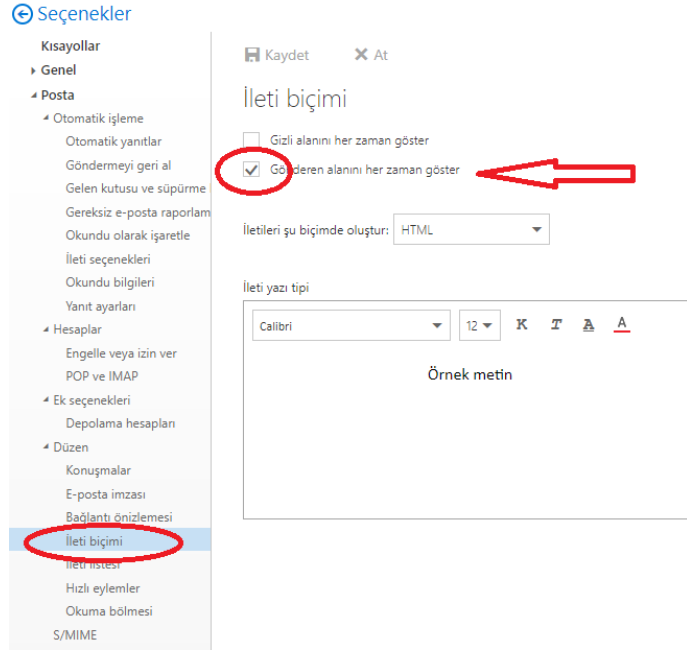 Seçenekler
Kısayollar
Genel
Posta
Otomatik işleme
Otomatik yanıtlar
Göndermeyi geri al
Gelen kutusu ve süpürme
Gereksiz e-posta raporlam
Okundu olarak işaretle
İleti seçenekleri
Okundu bilgileri
Yanıt ayarları
Hesaplar
Engelle veya izin ver
POP ve IMAP
Ek seçenekleri
Depolama hesapları
Düzen
Konuşmalar
E-posta imzası
Bağlantı önizlemesi
İleti biçimi
İleti listesi
Hızlı eylemler
Okuma bölmesi
S/MIME
Kaydet At
İleti biçimi
Gizli alanını her zaman göster
Gönderen alanını her zaman göster
İletileri şu biçimde oluştur: HTML
İleti yazı tipi
Calibri 12 K T A A
Örnek metin